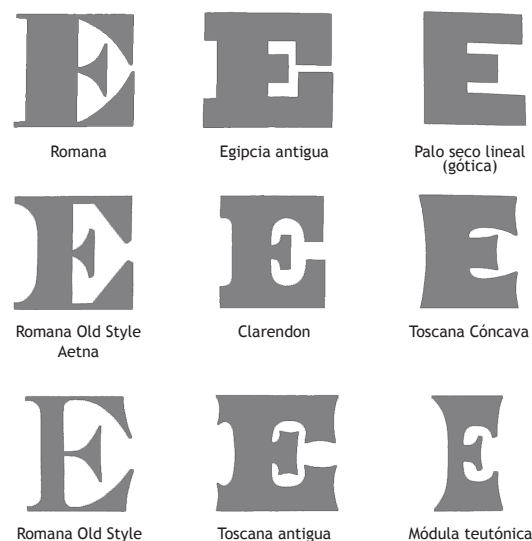 E E E
Romana Egipcia antigua Palo seco lineal
(gótica)
E E E
Romana Old Style Clarendon Toscana Cóncava
Aetna
E E E
Romana Old Style Toscana antigua Módula teutónica